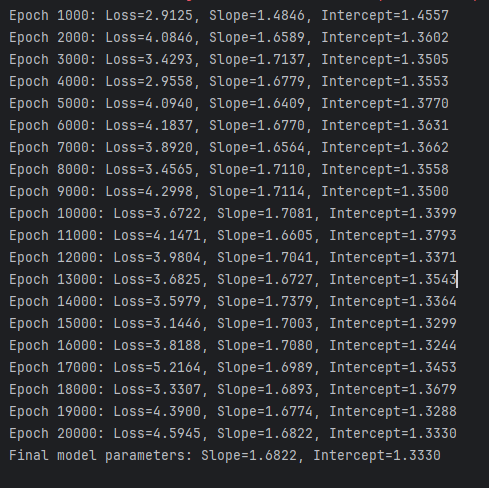 Epoch 1000: Loss=2.9125, Slope=1.4846, Intercept=1.4557
Epoch 2000: Loss=4.0846, Slope=1.6589, Intercept=1.3602
Epoch 3000: Loss=3.4293, Slope=1.7137, Intercept=1.3505
Epoch 4000: Loss=2.9558, Slope=1.6779, Intercept=1.3553
Epoch 5000: Loss=4.0940, Slope=1.6409, Intercept=1.3770
Epoch 6000: Loss=4.1837, Slope=1.6770, Intercept=1.3631
Epoch 7000: Loss=3.8920, Slope=1.6564, Intercept=1.3662
Epoch 8000: Loss=3.4565, Slope=1.7110, Intercept=1.3558
Epoch 9000: Loss=4.2998, Slope=1.7114, Intercept=1.3500
Epoch 10000: Loss=3.6722, Slope=1.7081, Intercept=1.3399
Epoch 11000: Loss=4.1471, Slope=1.6605, Intercept=1.3793
Epoch 12000: Loss=3.9804, Slope=1.7041, Intercept=1.3371
Epoch 13000: Loss=3.6825, Slope=1.6727, Intercept=1.3543
Epoch 14000: Loss=3.5979, Slope=1.7379, Intercept=1.3364
Epoch 15000: Loss=3.1446, Slope=1.7003, Intercept=1.3299
Epoch 16000: Loss=3.8188, Slope=1.7080, Intercept=1.3244
Epoch 17000: Loss=5.2164, Slope=1.6989, Intercept=1.3453
Epoch 18000: Loss=3.3307, Slope=1.6893, Intercept=1.3679
Epoch 19000: Loss=4.3900, Slope=1.6774, Intercept=1.3288
Epoch 20000: Loss=4.5945, Slope=1.6822, Intercept=1.3330
Final model parameters: Slope=1.6822, Intercept=1.3330